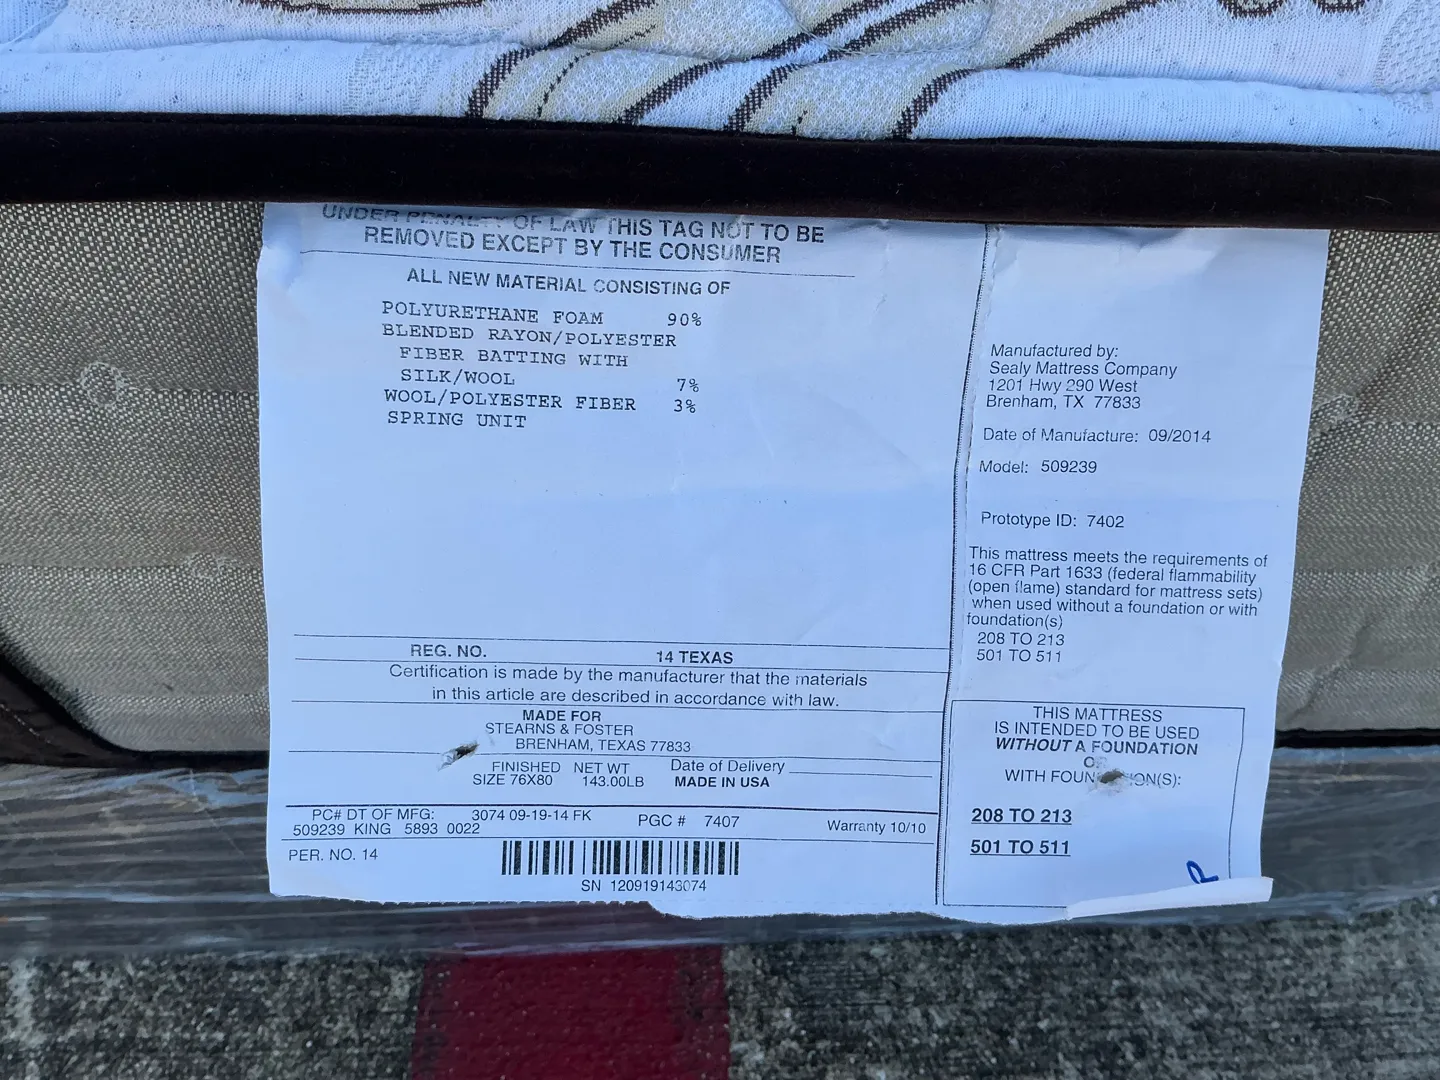 UNDER PENALTY OF LAW THIS TAG NOT TO BE
REMOVED EXCEPT BY THE CONSUMER
ALL NEW MATERIAL CONSISTING OF
POLYURETHANE FOAM 90%
BLENDED RAYON/POLYESTER
FIBER BATTING WITH
SILK/WOOL 7%
WOOL/POLYESTER FIBER 3%
SPRING UNIT
REG. NO. 14 TEXAS
Certification is made by the manufacturer that the materials
in this article are described in accordance with law.
MADE FOR
STEARNS & FOSTER
BRENHAM, TEXAS 77833
FINISHED NET WT Date of Delivery
SIZE 76X80 143.00LB MADE IN USA
PC# DT OF MFG: 3074 09-19-14 FK PGC # 7407 Warranty 10/10
509239 KING 5893 0022
PER. NO. 14
SN 120919143074
Manufactured by:
Sealy Mattress Company
1201 Hwy 290 West
Brenham, TX 77833
Date of Manufacture: 09/2014
Model: 509239
Prototype ID: 7402
This mattress meets the requirements of
16 CFR Part 1633 (federal flammability
(open flame) standard for mattress sets)
when used without a foundation or with
foundation(s)
208 TO 213
501 TO 511
THIS MATTRESS
IS INTENDED TO BE USED
WITHOUT A FOUNDATION
WITH
208 TO 213
501 TO 511